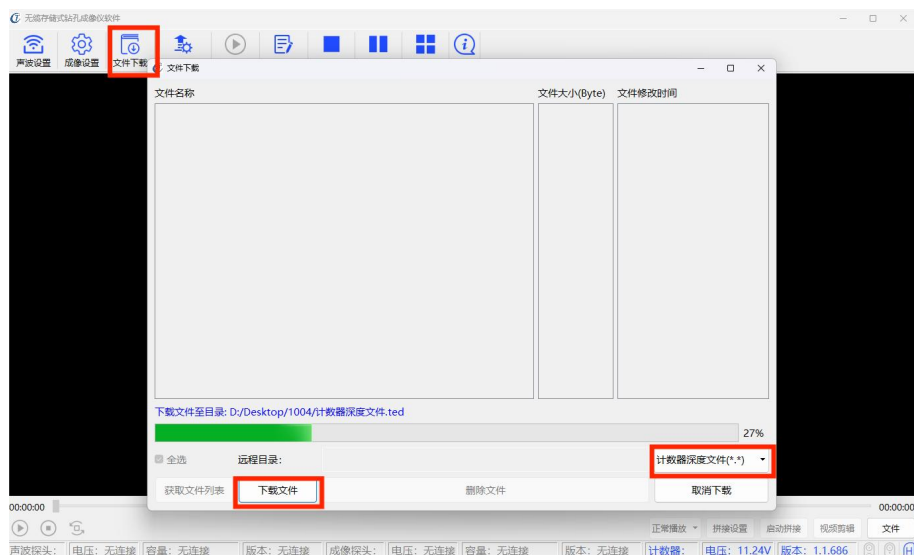 无缆存储式钻孔成像仪软件
声波设置 成像设置 文件下载
文件下载
文件名称 文件大小(Byte) 文件修改时间
下载文件至目录: D:/Desktop/1004/计数器深度文件.ted
27%
全选 远程目录: 计数器深度文件(*.*)
获取文件列表 下载文件 删除文件 取消下载
00:00:00 00:00:00
正常播放 拼接设置 启动拼接 视频剪辑 文件
声波探头: 电压: 无连接 容量: 无连接 版本: 无连接 成像探头: 电压: 无连接 容量: 无连接 版本: 无连接 计数器: 电压: 11.24V 版本: 1.1.686